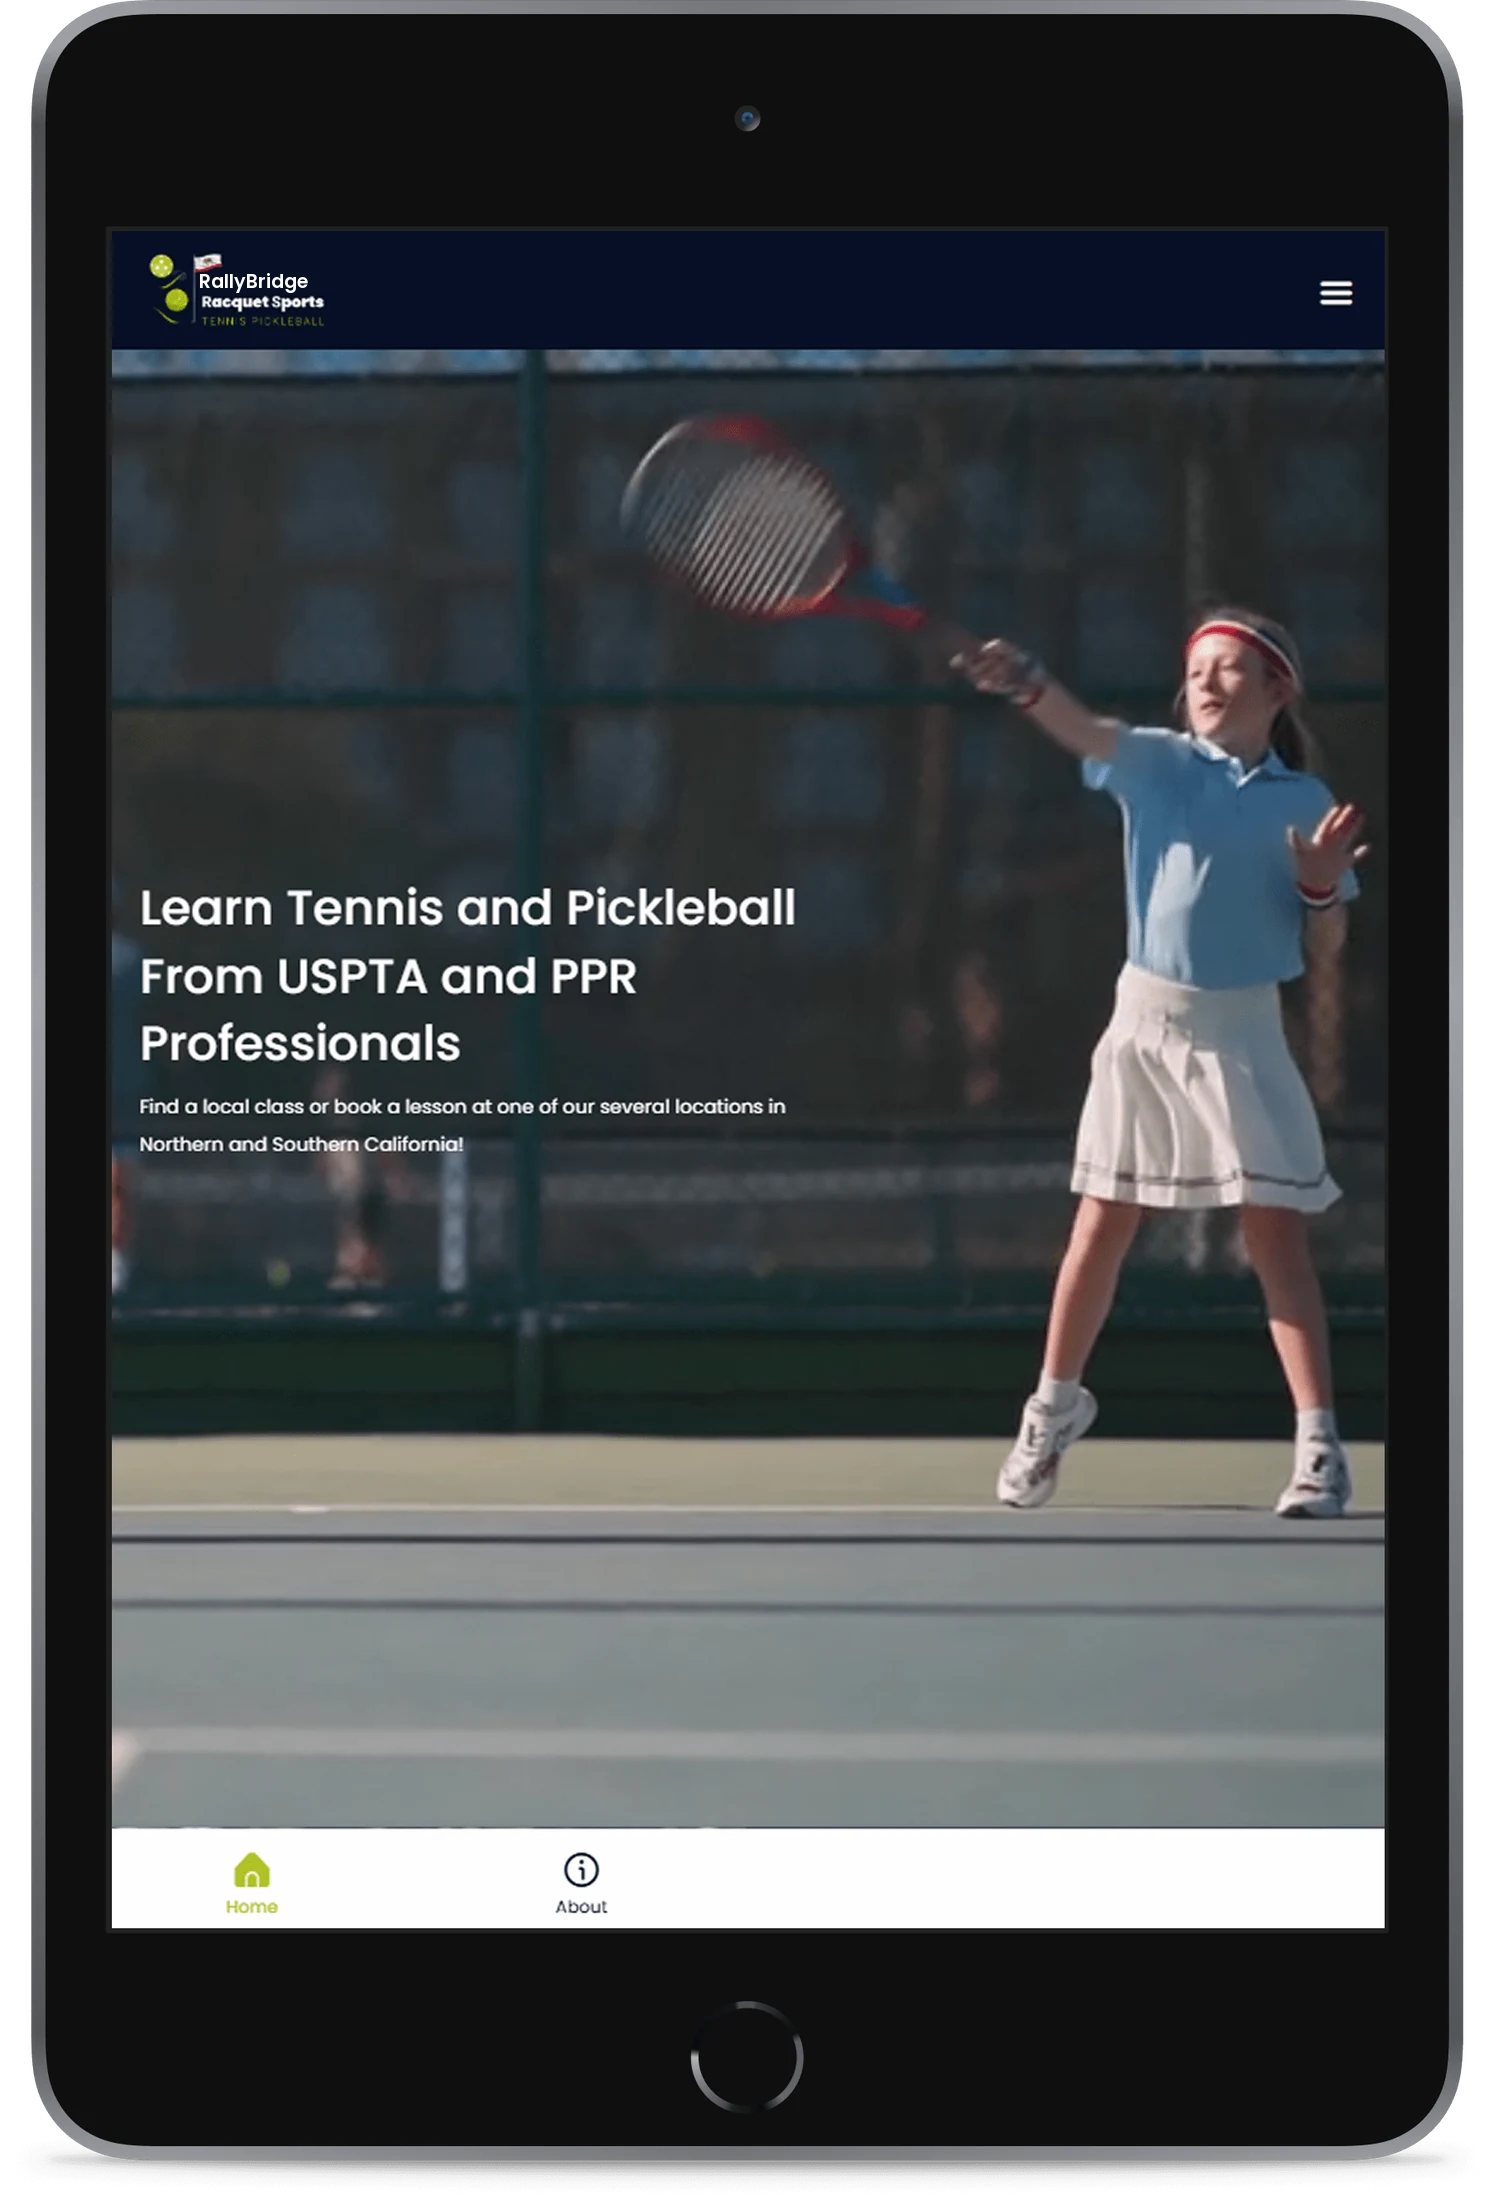 RallyBridge
Racquet Sports
TENNIS PICKLEBALL
Learn Tennis and Pickleball
From USPTA and PPR
Professionals
Find a local class or book a lesson at one of our several locations in
Northern and Southern California!
Home
About